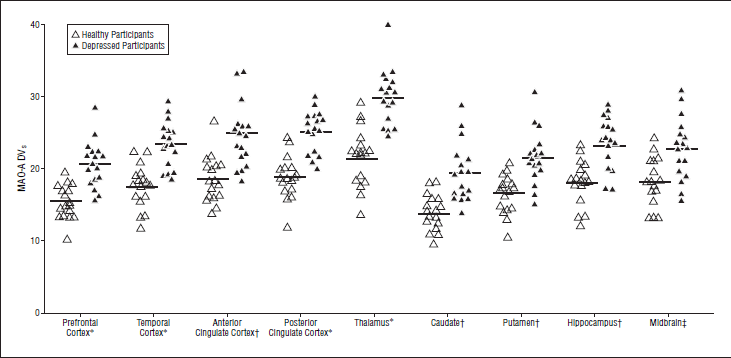 40
30
20
10
0
MAO-A DVs
Healthy Participants
Depressed Participants
Prefrontal
Cortex*
Temporal
Cortex*
Anterior
Cingulate Cortex†
Posterior
Cingulate Cortex*
Thalamus*
Caudate†
Putamen†
Hippocampus†
Midbrain‡